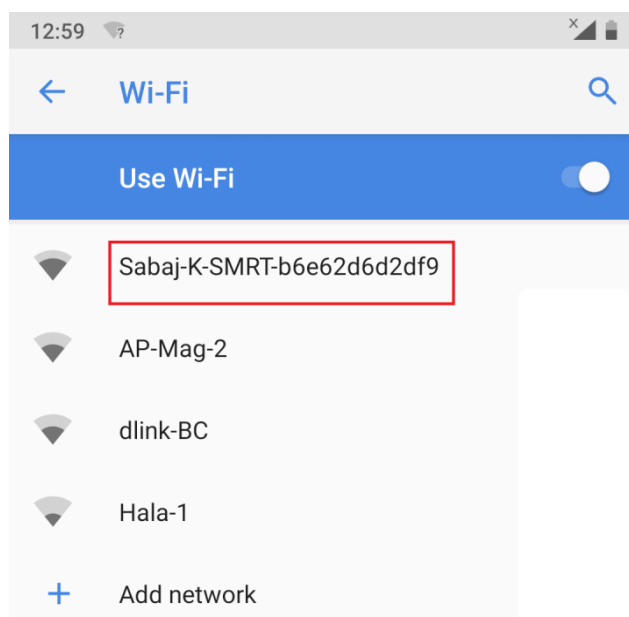 12:59
Wi-Fi
Use Wi-Fi
Sabaj-K-SMRT-b6e62d6d2df9
AP-Mag-2
dlink-BC
Hala-1
Add network